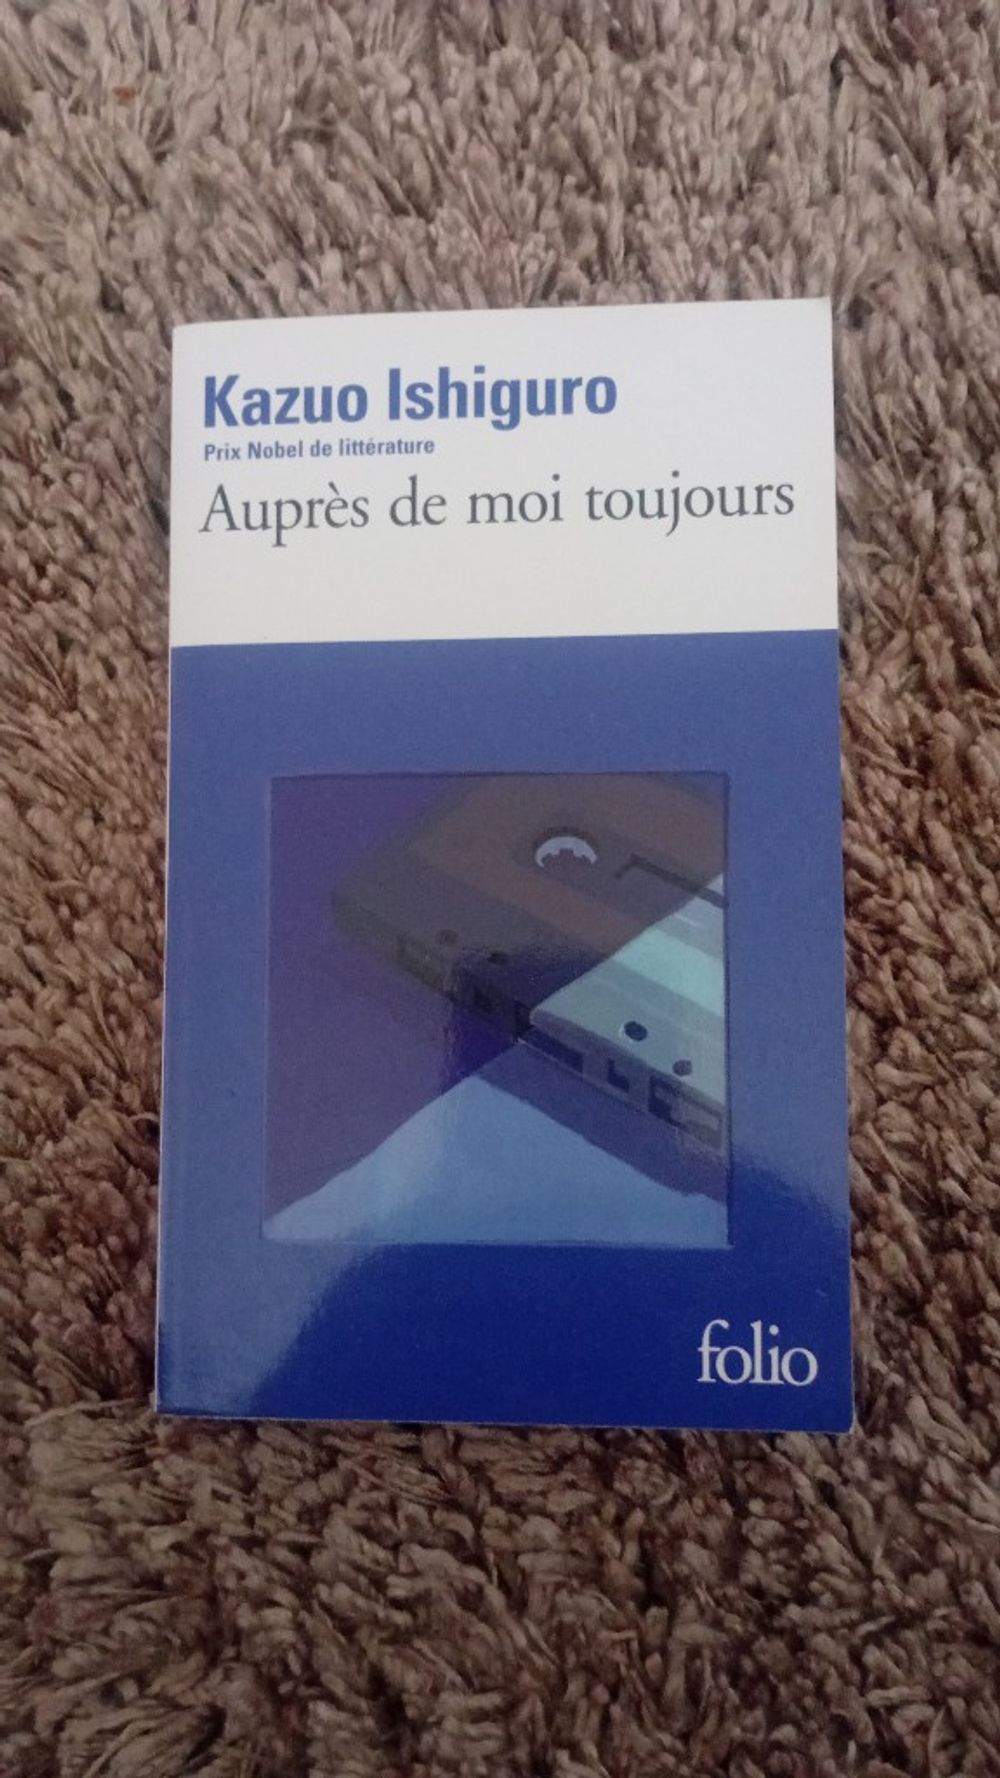 Kazuo Ishiguro
Prix Nobel de littérature
Auprès de moi toujours
folio